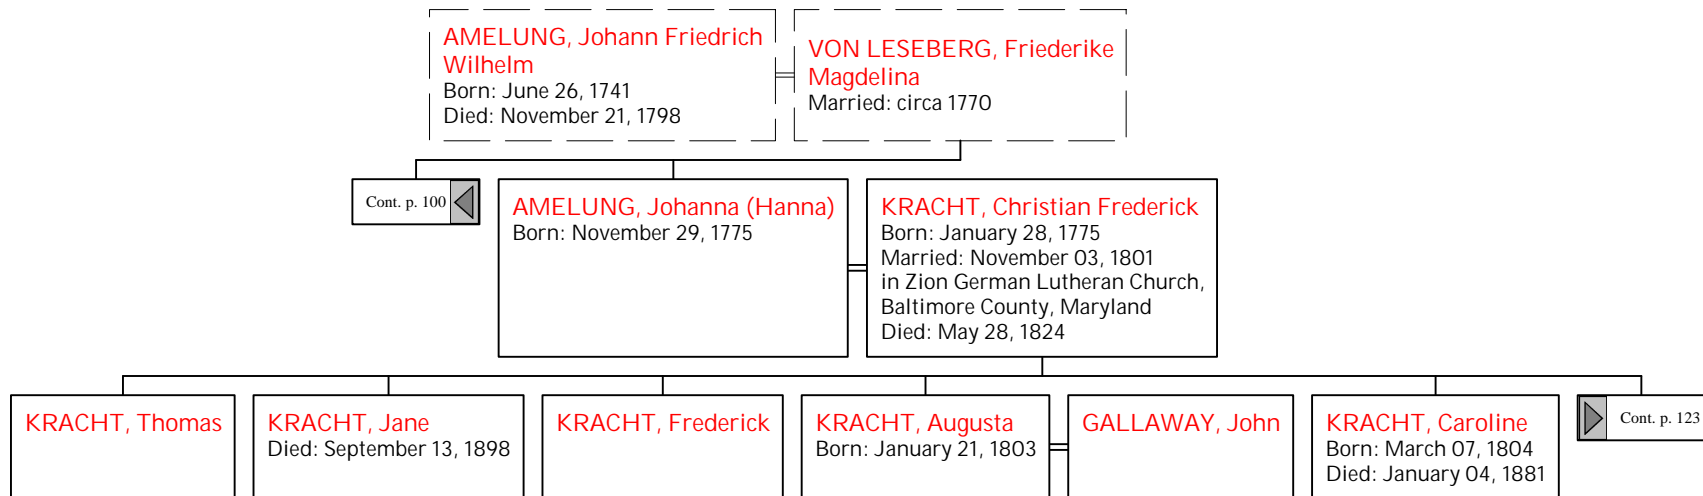 AMELUNG, Johann Friedrich
Wilhelm
Born: June 26, 1741
Died: November 21, 1798
VON LESEBERG, Friederike
Magdelina
Married: circa 1770
Cont. p. 100
AMELUNG, Johanna (Hanna)
Born: November 29, 1775
KRACHT, Christian Frederick
Born: January 28, 1775
Married: November 03, 1801
in Zion German Lutheran Church,
Baltimore County, Maryland
Died: May 28, 1824
KRACHT, Thomas
KRACHT, Jane
Died: September 13, 1898
KRACHT, Frederick
KRACHT, Augusta
Born: January 21, 1803
GALLAWAY, John
KRACHT, Caroline
Born: March 07, 1804
Died: January 04, 1881
Cont. p. 123